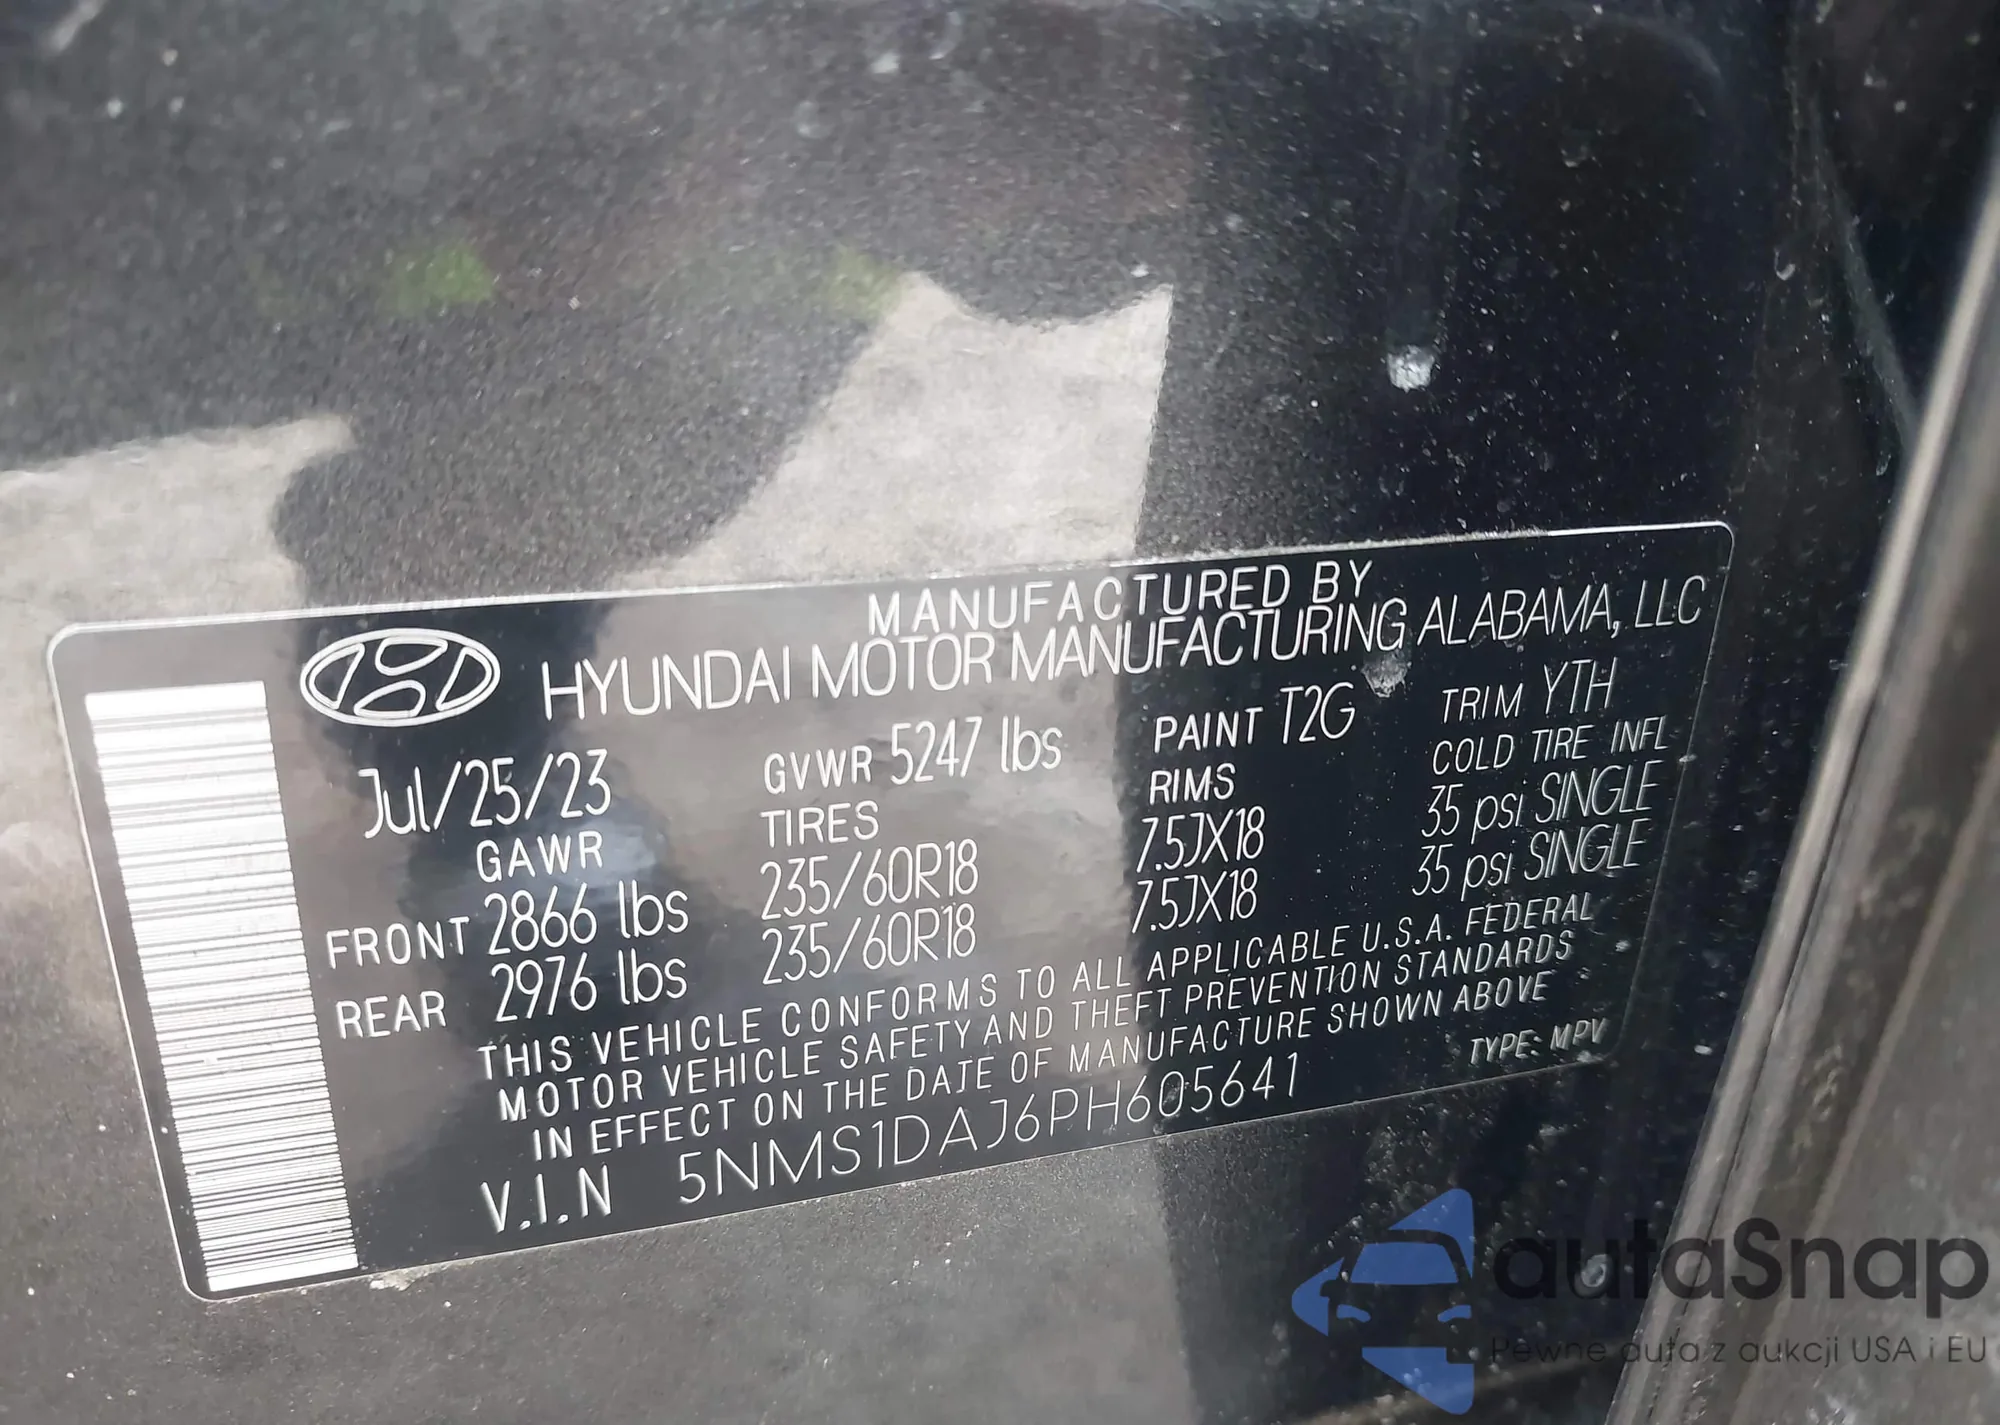 MANUFACTURED BY
HYUNDAI MOTOR MANUFACTURING ALABAMA, LLC
Jul/25/23 GVWR 5247 lbs PAINT T2G TRIM YTH
GAWR TIRES RIMS COLD TIRE INFL
FRONT 2866 lbs 235/60R18 7.5JX18 35 psi SINGLE
REAR 2976 lbs 235/60R18 7.5JX18 35 psi SINGLE
THIS VEHICLE CONFORMS TO ALL APPLICABLE U.S.A. FEDERAL
MOTOR VEHICLE SAFETY AND THEFT PREVENTION STANDARDS
IN EFFECT ON THE DATE OF MANUFACTURE SHOWN ABOVE
V.I.N 5NMS1DAJ6PH605641 TYPE: MPV
autaSnap
Pewne auta z aukcji USA i EU